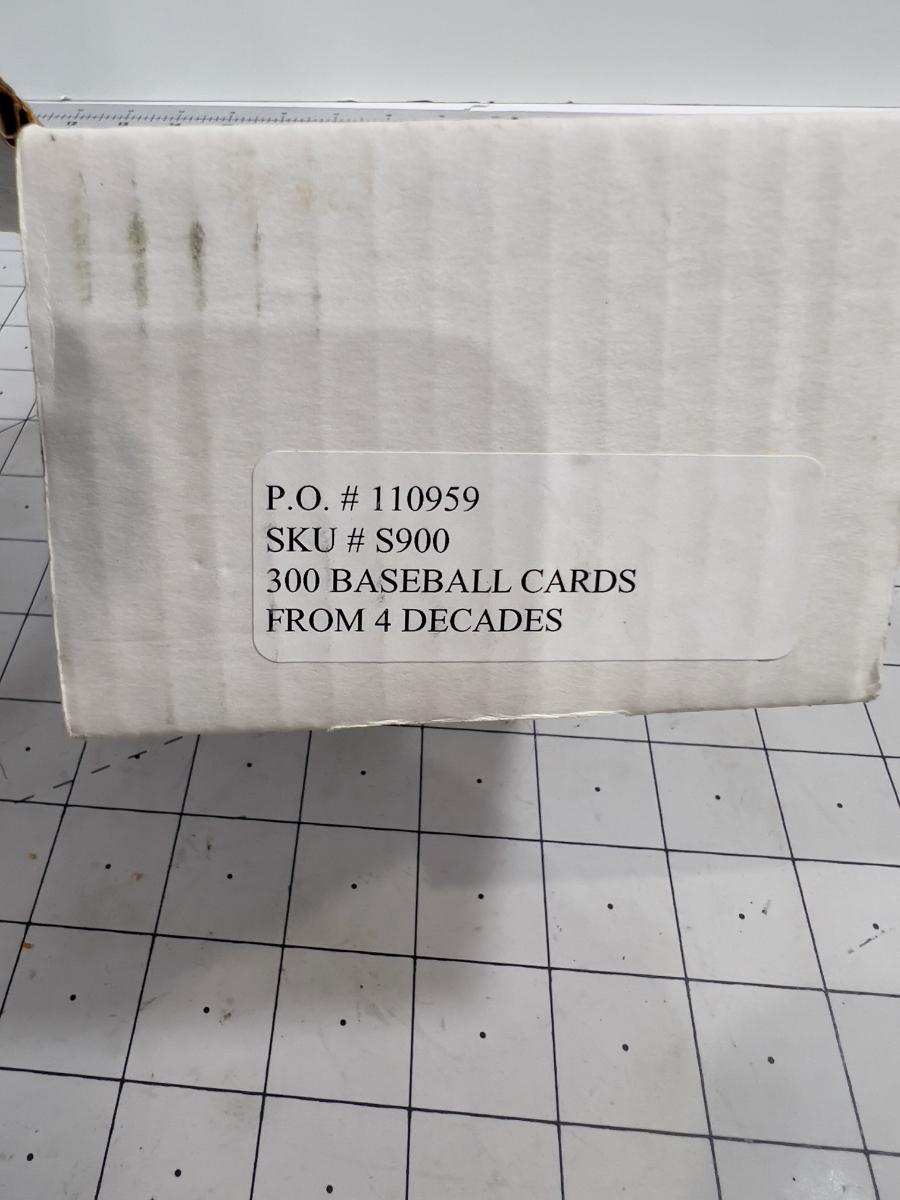 P.O. # 110959
SKU # S900
300 BASEBALL CARDS
FROM 4 DECADES